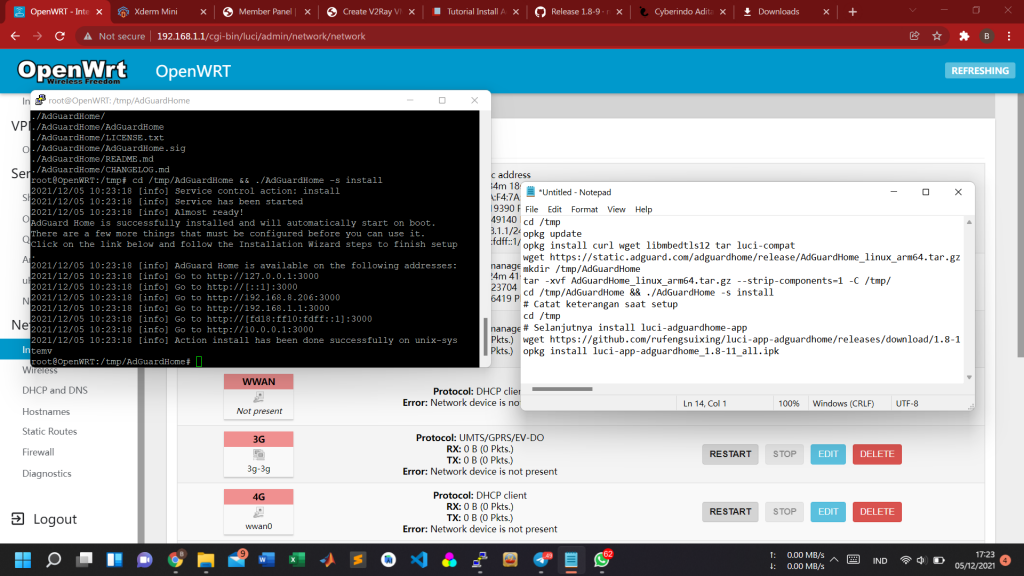 OpenWrt - Inte
Xderm Mini
Member Panel |
Create V2Ray V
Tutorial Install A
Release 1.8-9 ·
Cyberindo Adita
Downloads
Not secure
192.168.1.1/cgi-bin/luci/admin/network/network
B
OpenWrt
Wireless Freedom
OpenWRT
REFRESHING
root@OpenWRT: /tmp/AdGuardHome
./AdGuardHome/
./AdGuardHome/AdGuardHome
./AdGuardHome/LICENSE.txt
./AdGuardHome/AdGuardHome.sig
./AdGuardHome/README.md
./AdGuardHome/CHANGELOG.md
root@OpenWRT:/tmp# cd /tmp/AdGuardHome && ./AdGuardHome -s install
2021/12/05 10:23:18 [info] Service control action: install
2021/12/05 10:23:18 [info] Service has been started
2021/12/05 10:23:18 [info] Almost ready!
AdGuard Home is successfully installed and will automatically start on boot.
There are a few more things that must be configured before you can use it.
Click on the link below and follow the Installation Wizard steps to finish setup
.
2021/12/05 10:23:18 [info] AdGuard Home is available on the following addresses:
2021/12/05 10:23:18 [info] Go to http://127.0.0.1:3000
2021/12/05 10:23:18 [info] Go to http://[::1]:3000
2021/12/05 10:23:18 [info] Go to http://192.168.8.206:3000
2021/12/05 10:23:18 [info] Go to http://192.168.1.1:3000
2021/12/05 10:23:18 [info] Go to http://[fd18:ff10:fdff::1]:3000
2021/12/05 10:23:18 [info] Go to http://10.0.0.1:3000
2021/12/05 10:23:18 [info] Action install has been done successfully on unix-sys
temv
root@OpenWRT:/tmp/AdGuardHome#
*Untitled - Notepad
File Edit Format View Help
cd /tmp
opkg update
opkg install curl wget libmbedtls12 tar luci-compat
wget https://static.adguard.com/adguardhome/release/AdGuardHome_linux_arm64.tar.gz
mkdir /tmp/AdGuardHome
tar -xvf AdGuardHome_linux_arm64.tar.gz --strip-components=1 -C /tmp/
cd /tmp/AdGuardHome && ./AdGuardHome -s install
# Catat keterangan saat setup
cd /tmp
# Selanjutnya install luci-adguardhome-app
wget https://github.com/rufengsuixing/luci-app-adguardhome/releases/download/1.8-1
opkg install luci-app-adguardhome_1.8-11_all.ipk
Ln 14, Col 1
100%
Windows (CRLF)
UTF-8
Wireless
DHCP and DNS
Hostnames
Static Routes
Firewall
Diagnostics
Logout
WWAN
Not present
Protocol: DHCP clien
Error: Network device is not
3G
3g-3g
Protocol: UMTS/GPRS/EV-DO
RX: 0 B (0 Pkts.)
TX: 0 B (0 Pkts.)
Error: Network device is not present
RESTART STOP EDIT DELETE
4G
wwan0
Protocol: DHCP client
RX: 0 B (0 Pkts.)
TX: 0 B (0 Pkts.)
Error: Network device is not present
RESTART STOP EDIT DELETE
0.00 MB/s
0.00 MB/s
IND
17:23
05/12/2021
4